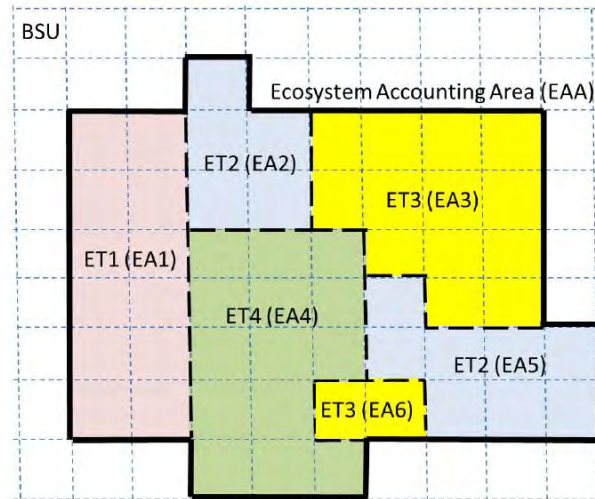 BSU
Ecosystem Accounting Area (EAA)
ET2 (EA2)
ET3 (EA3)
ET1 (EA1)
ET4 (EA4)
ET2 (EA5)
ET3 (EA6)